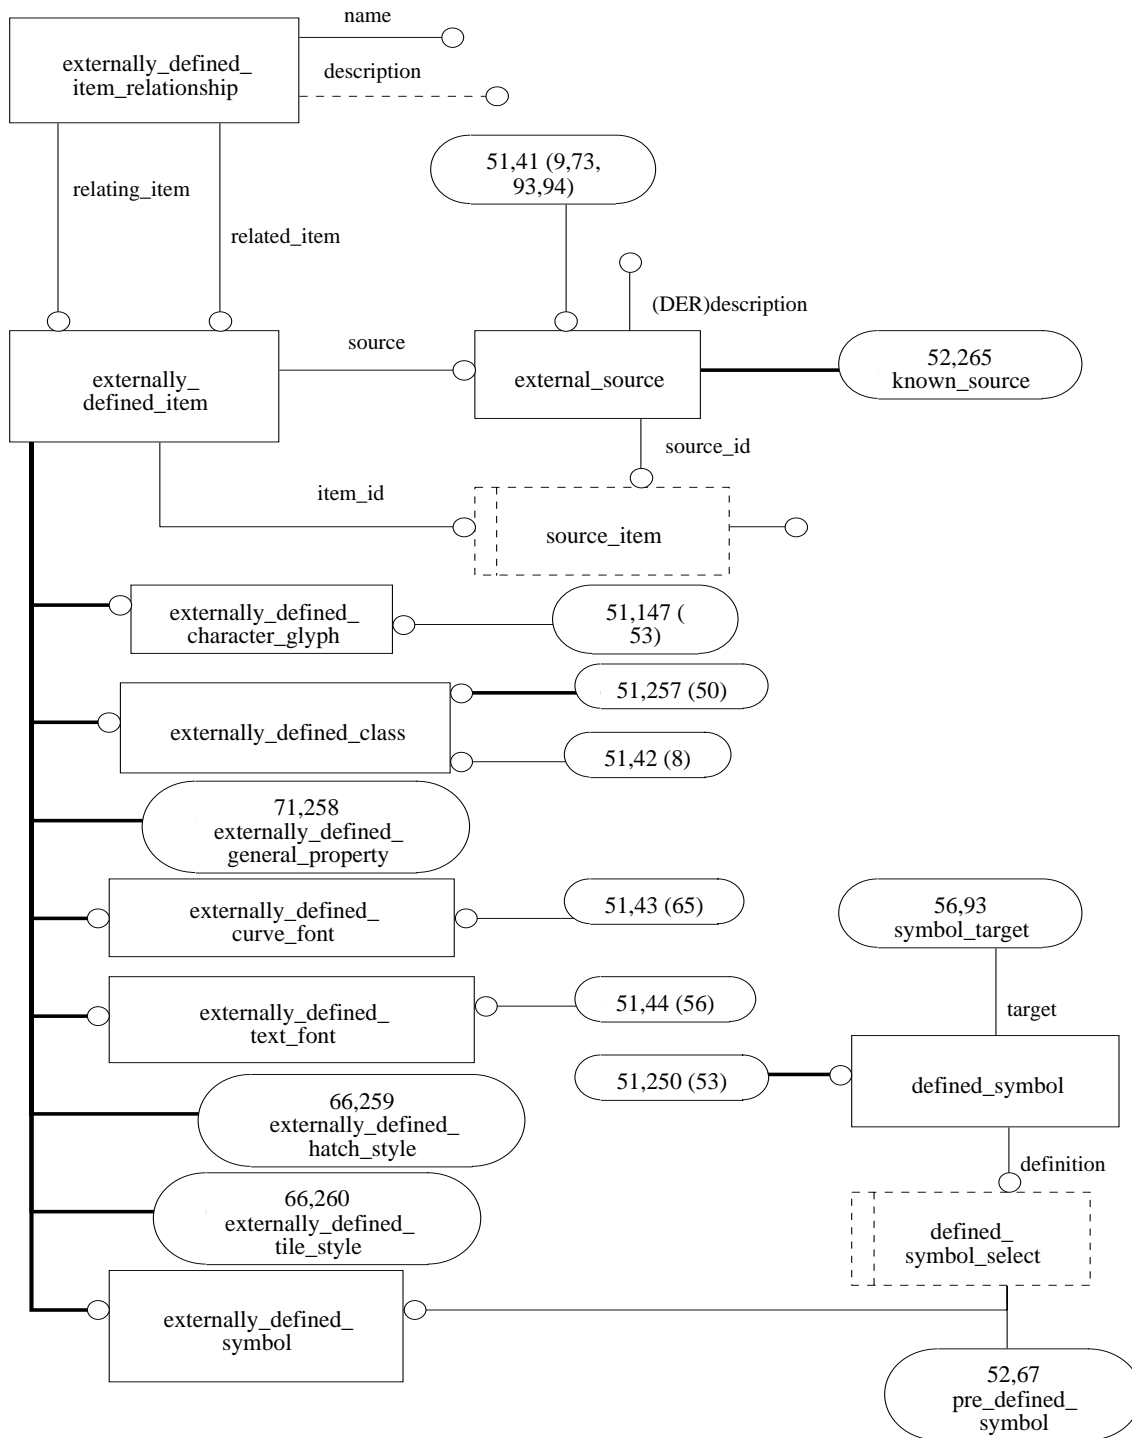 name
externally_defined_
item_relationship
description
51,41 (9,73,
93,94)
relating_item
related_item
(DER)description
source
externally_
defined_item
external_source
52,265
known_source
source_id
item_id
source_item
externally_defined_
character_glyph
51,147 (
53)
51,257 (50)
externally_defined_class
51,42 (8)
71,258
externally_defined_
general_property
externally_defined_
curve_font
51,43 (65)
56,93
symbol_target
externally_defined_
text_font
51,44 (56)
target
51,250 (53)
defined_symbol
66,259
externally_defined_
hatch_style
definition
66,260
externally_defined_
tile_style
defined_
symbol_select
externally_defined_
symbol
52,67
pre_defined_
symbol